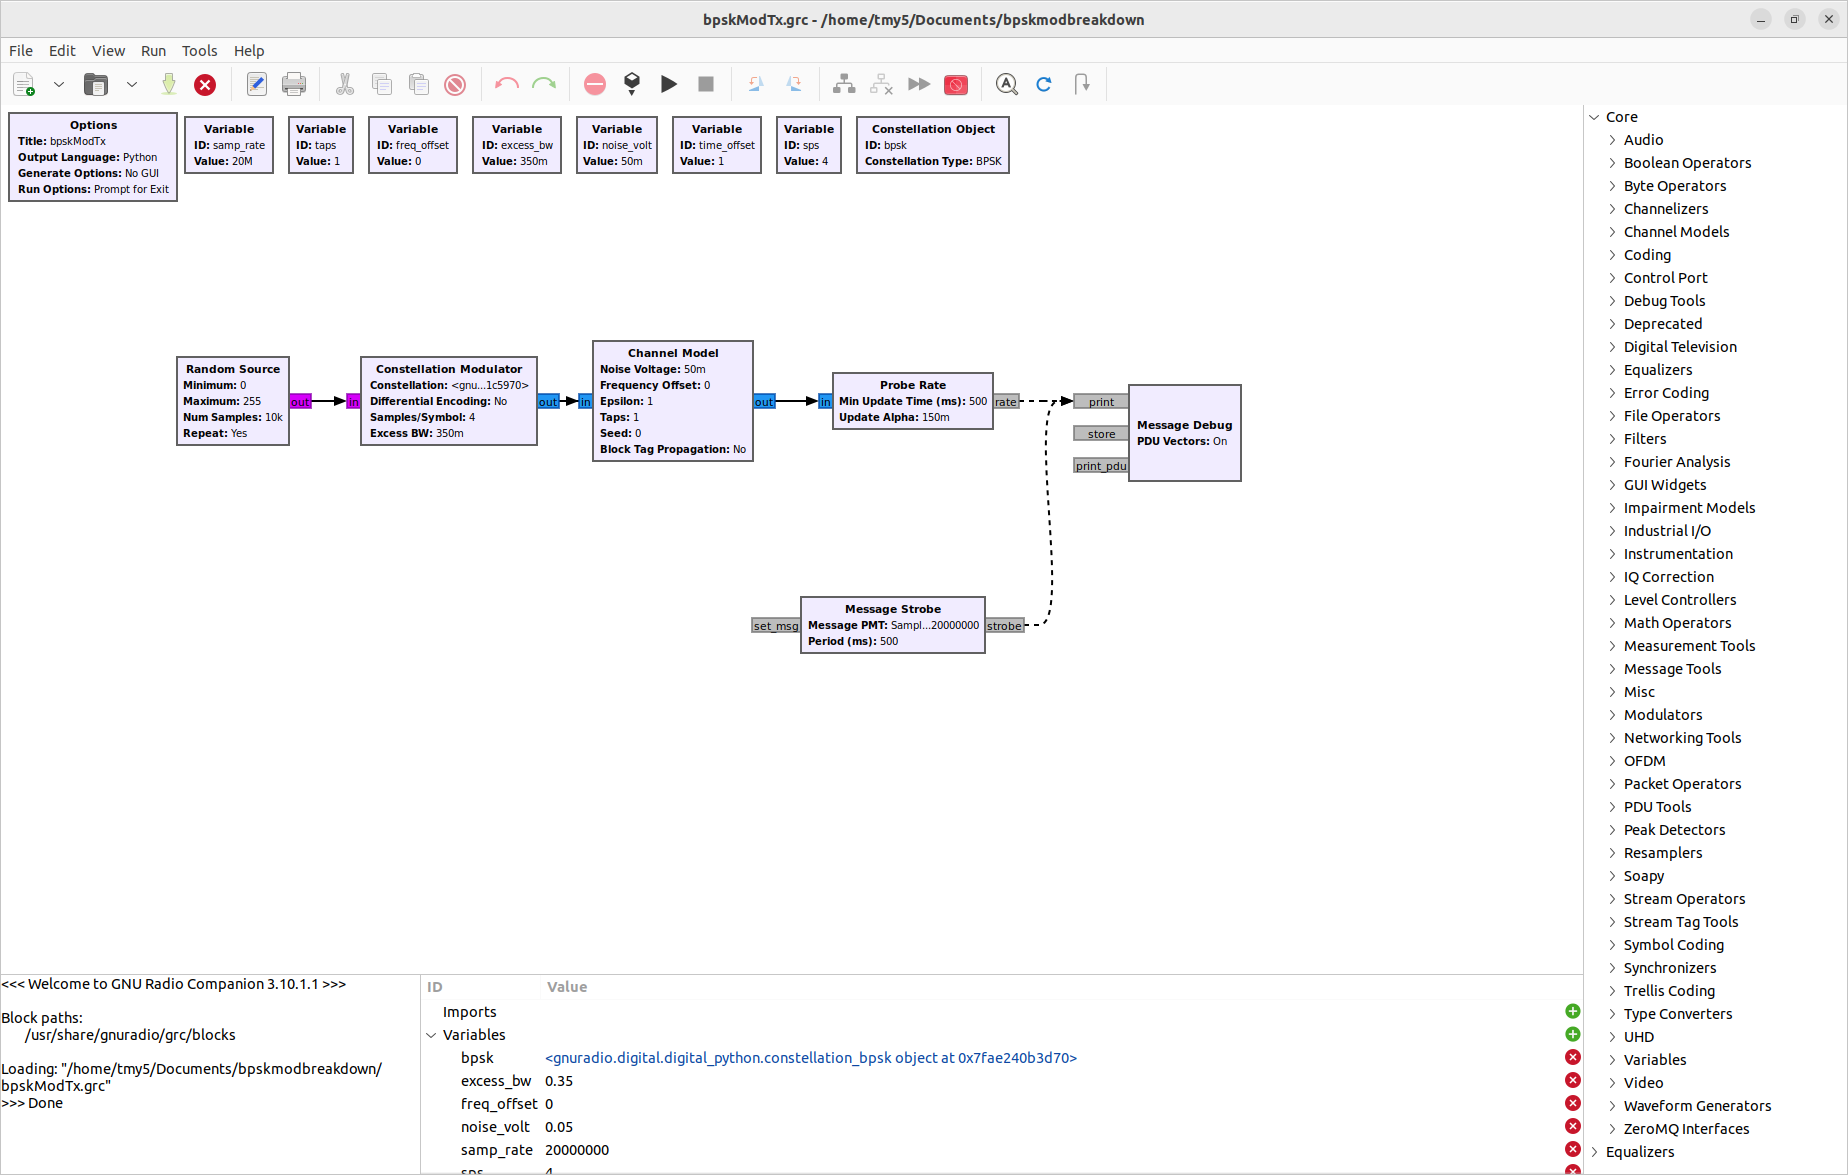 bpskModTx.grc - /home/tmy5/Documents/bpskmodbreakdown
File Edit View Run Tools Help
Options
Title: bpskModTx
Output Language: Python
Generate Options: No GUI
Run Options: Prompt for Exit
Variable
ID: samp_rate
Value: 20M
Variable
ID: taps
Value: 1
Variable
ID: freq_offset
Value: 0
Variable
ID: excess_bw
Value: 350m
Variable
ID: noise_volt
Value: 50m
Variable
ID: time_offset
Value: 1
Variable
ID: sps
Value: 4
Constellation Object
ID: bpsk
Constellation Type: BPSK
Random Source
Minimum: 0
Maximum: 255
Num Samples: 10k
Repeat: Yes
out
in
Constellation Modulator
Constellation: <gnu...1c5970>
Differential Encoding: No
Samples/Symbol: 4
Excess BW: 350m
out
in
Channel Model
Noise Voltage: 50m
Frequency Offset: 0
Epsilon: 1
Taps: 1
Seed: 0
Block Tag Propagation: No
out
in
Probe Rate
Min Update Time (ms): 500
Update Alpha: 150m
rate
print
store
print_pdu
Message Debug
PDU Vectors: On
set_msg
Message Strobe
Message PMT: Sampl...20000000
Period (ms): 500
strobe
<<< Welcome to GNU Radio Companion 3.10.1.1 >>>
Block paths:
/usr/share/gnuradio/grc/blocks
Loading: "/home/tmy5/Documents/bpskmodbreakdown/
bpskModTx.grc"
>>> Done
ID Value
Imports
Variables
bpsk <gnuradio.digital.digital_python.constellation_bpsk object at 0x7fae240b3d70>
excess_bw 0.35
freq_offset 0
noise_volt 0.05
samp_rate 20000000
sps 4
Core
Audio
Boolean Operators
Byte Operators
Channelizers
Channel Models
Coding
Control Port
Debug Tools
Deprecated
Digital Television
Equalizers
Error Coding
File Operators
Filters
Fourier Analysis
GUI Widgets
Impairment Models
Industrial I/O
Instrumentation
IQ Correction
Level Controllers
Math Operators
Measurement Tools
Message Tools
Misc
Modulators
Networking Tools
OFDM
Packet Operators
PDU Tools
Peak Detectors
Resamplers
Soapy
Stream Operators
Stream Tag Tools
Symbol Coding
Synchronizers
Trellis Coding
Type Converters
UHD
Variables
Video
Waveform Generators
ZeroMQ Interfaces
Equalizers